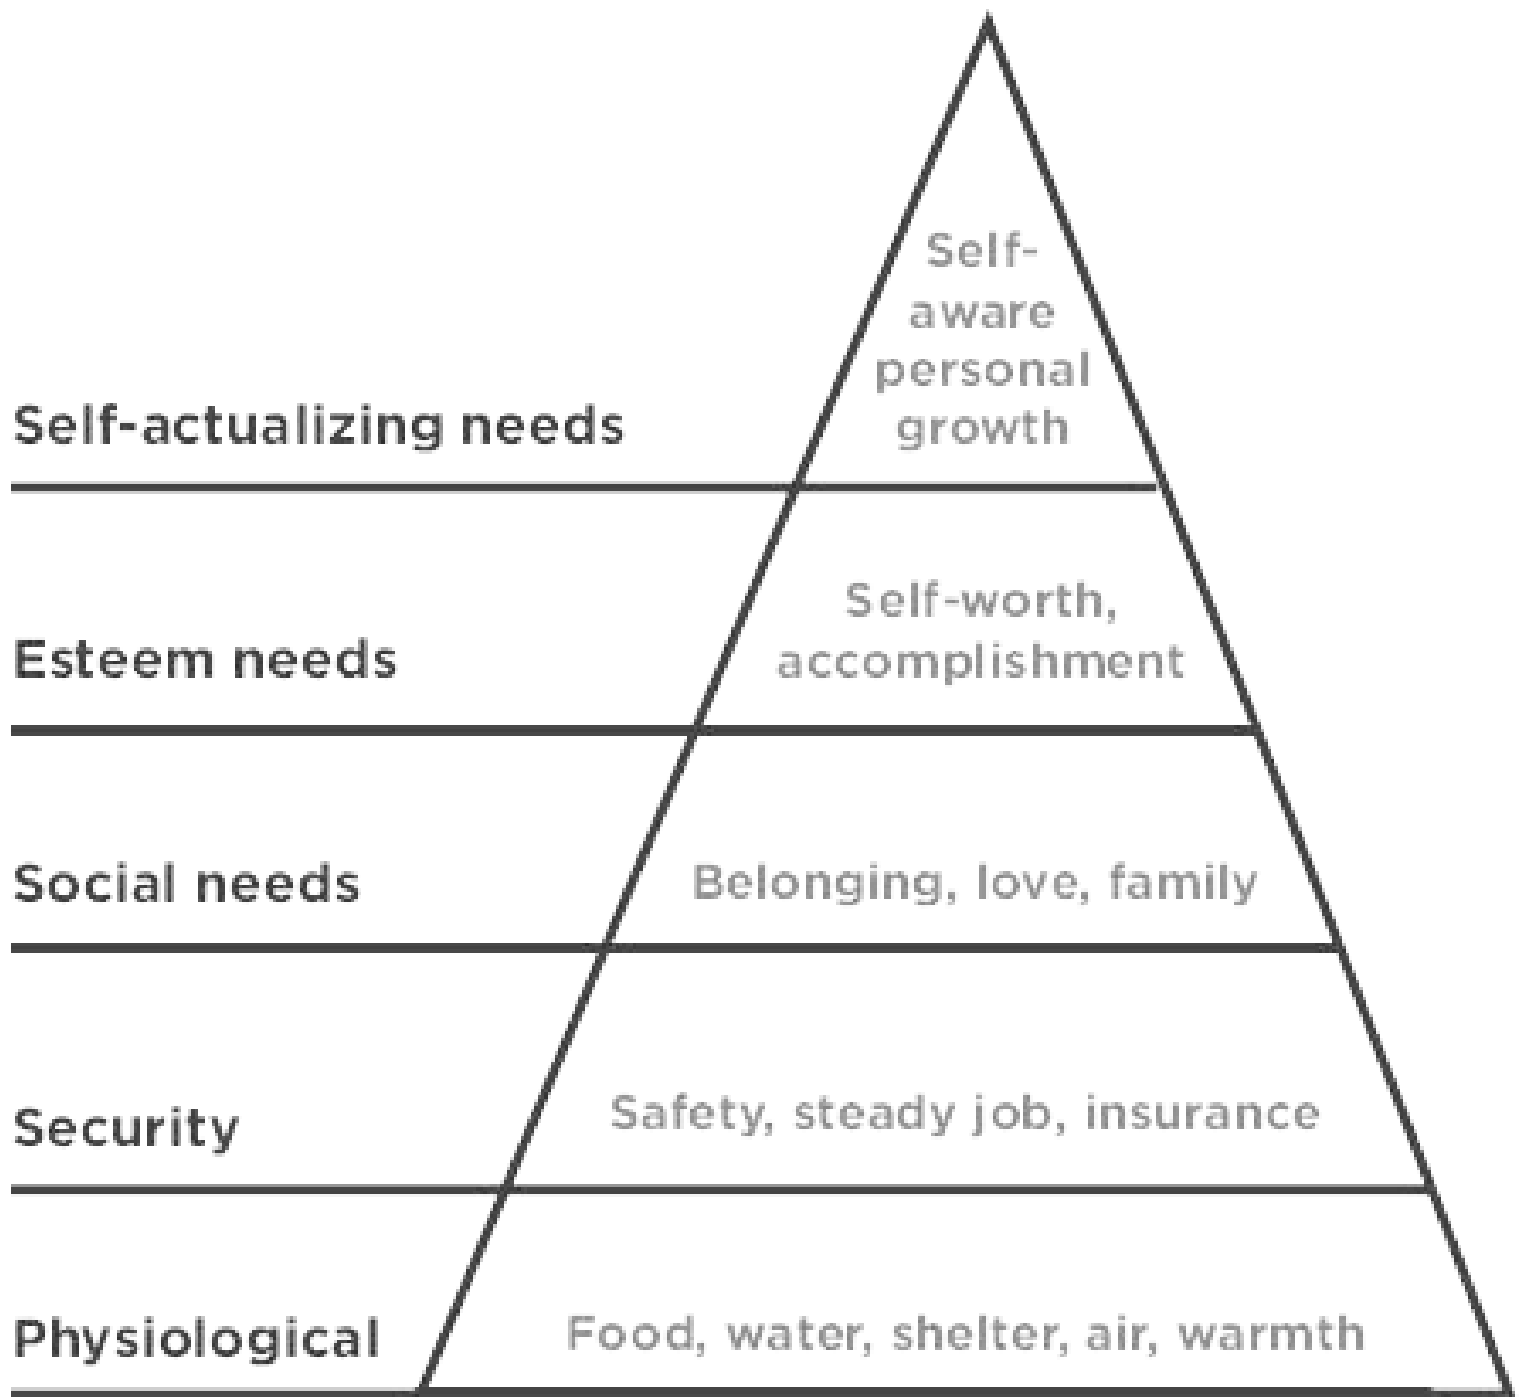 Self-
aware
personal
growth
Self-actualizing needs
Self-worth,
accomplishment
Esteem needs
Social needs
Belonging, love, family
Security
Safety, steady job, insurance
Physiological
Food, water, shelter, air, warmth